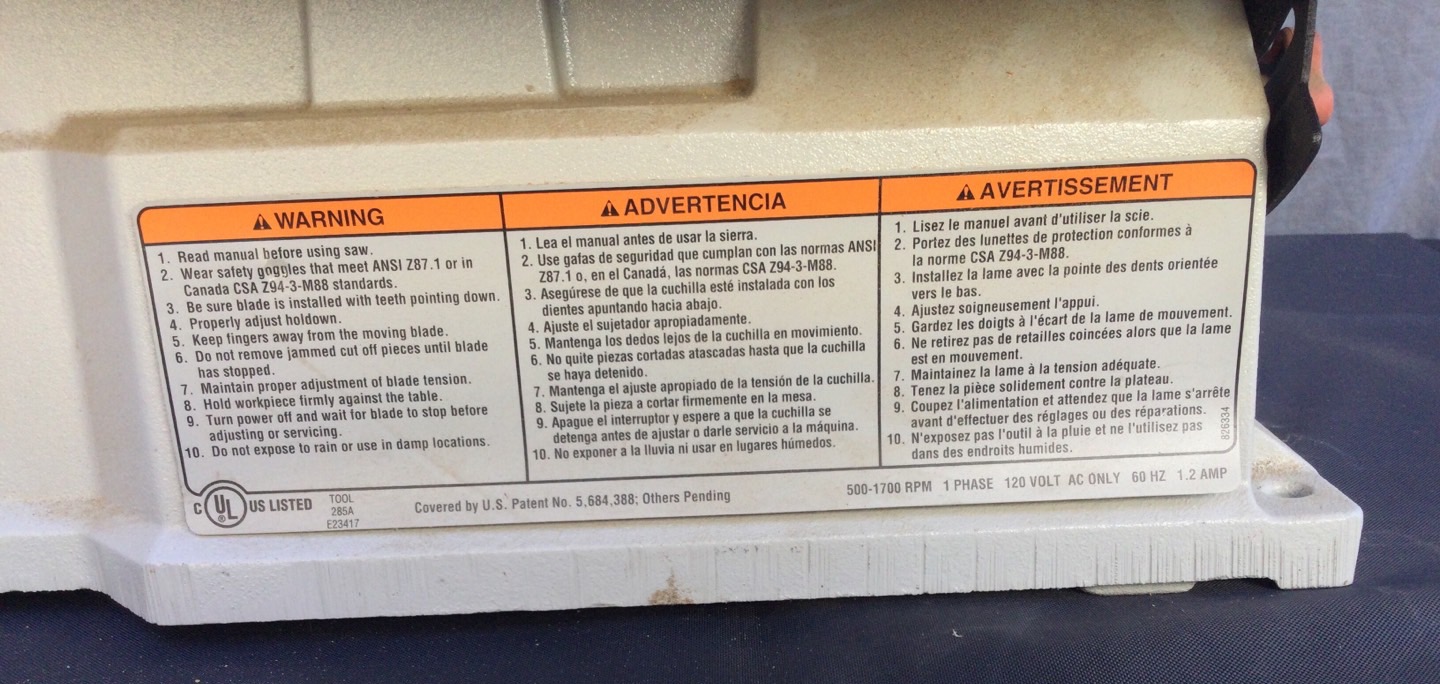 WARNING
1. Read manual before using saw.
2. Wear safety goggles that meet ANSI Z87.1 or in
Canada CSA Z94-3-M88 standards.
3. Be sure blade is installed with teeth pointing down.
4. Properly adjust holddown.
5. Keep fingers away from the moving blade.
6. Do not remove jammed cut off pieces until blade
has stopped.
7. Maintain proper adjustment of blade tension.
8. Hold workpiece firmly against the table.
9. Turn power off and wait for blade to stop before
adjusting or servicing.
10. Do not expose to rain or use in damp locations.
ADVERTENCIA
1. Lea el manual antes de usar la sierra.
2. Use gafas de seguridad que cumplan con las normas ANSI
Z87.1 o, en el Canadá, las normas CSA Z94-3-M88.
3. Asegúrese de que la cuchilla esté instalada con los
dientes apuntando hacia abajo.
4. Ajuste el sujetador apropiadamente.
5. Mantenga los dedos lejos de la cuchilla en movimiento.
6. No quite piezas cortadas atascadas hasta que la cuchilla
se haya detenido.
7. Mantenga el ajuste apropiado de la tensión de la cuchilla.
8. Sujete la pieza a cortar firmemente en la mesa.
9. Apague el interruptor y espere a que la cuchilla se
detenga antes de ajustar o darle servicio a la máquina.
10. No exponer a la lluvia ni usar en lugares húmedos.
AVERTISSEMENT
1. Lisez le manuel avant d'utiliser la scie.
2. Portez des lunettes de protection conformes à
la norme CSA Z94-3-M88.
3. Installez la lame avec la pointe des dents orientée
vers le bas.
4. Ajustez soigneusement l'appui.
5. Gardez les doigts à l'écart de la lame de mouvement.
6. Ne retirez pas de retailles coincées alors que la lame
est en mouvement.
7. Maintainez la lame à la tension adéquate.
8. Tenez la pièce solidement contre la plateau.
9. Coupez l'alimentation et attendez que la lame s'arrête
avant d'effectuer des réglages ou des réparations.
10. N'exposez pas l'outil à la pluie et ne l'utilisez pas
dans des endroits humides.
826334
C UL US LISTED
TOOL
285A
E23417
Covered by U.S. Patent No. 5,684,388; Others Pending
500-1700 RPM 1 PHASE 120 VOLT AC ONLY 60 HZ 1.2 AMP